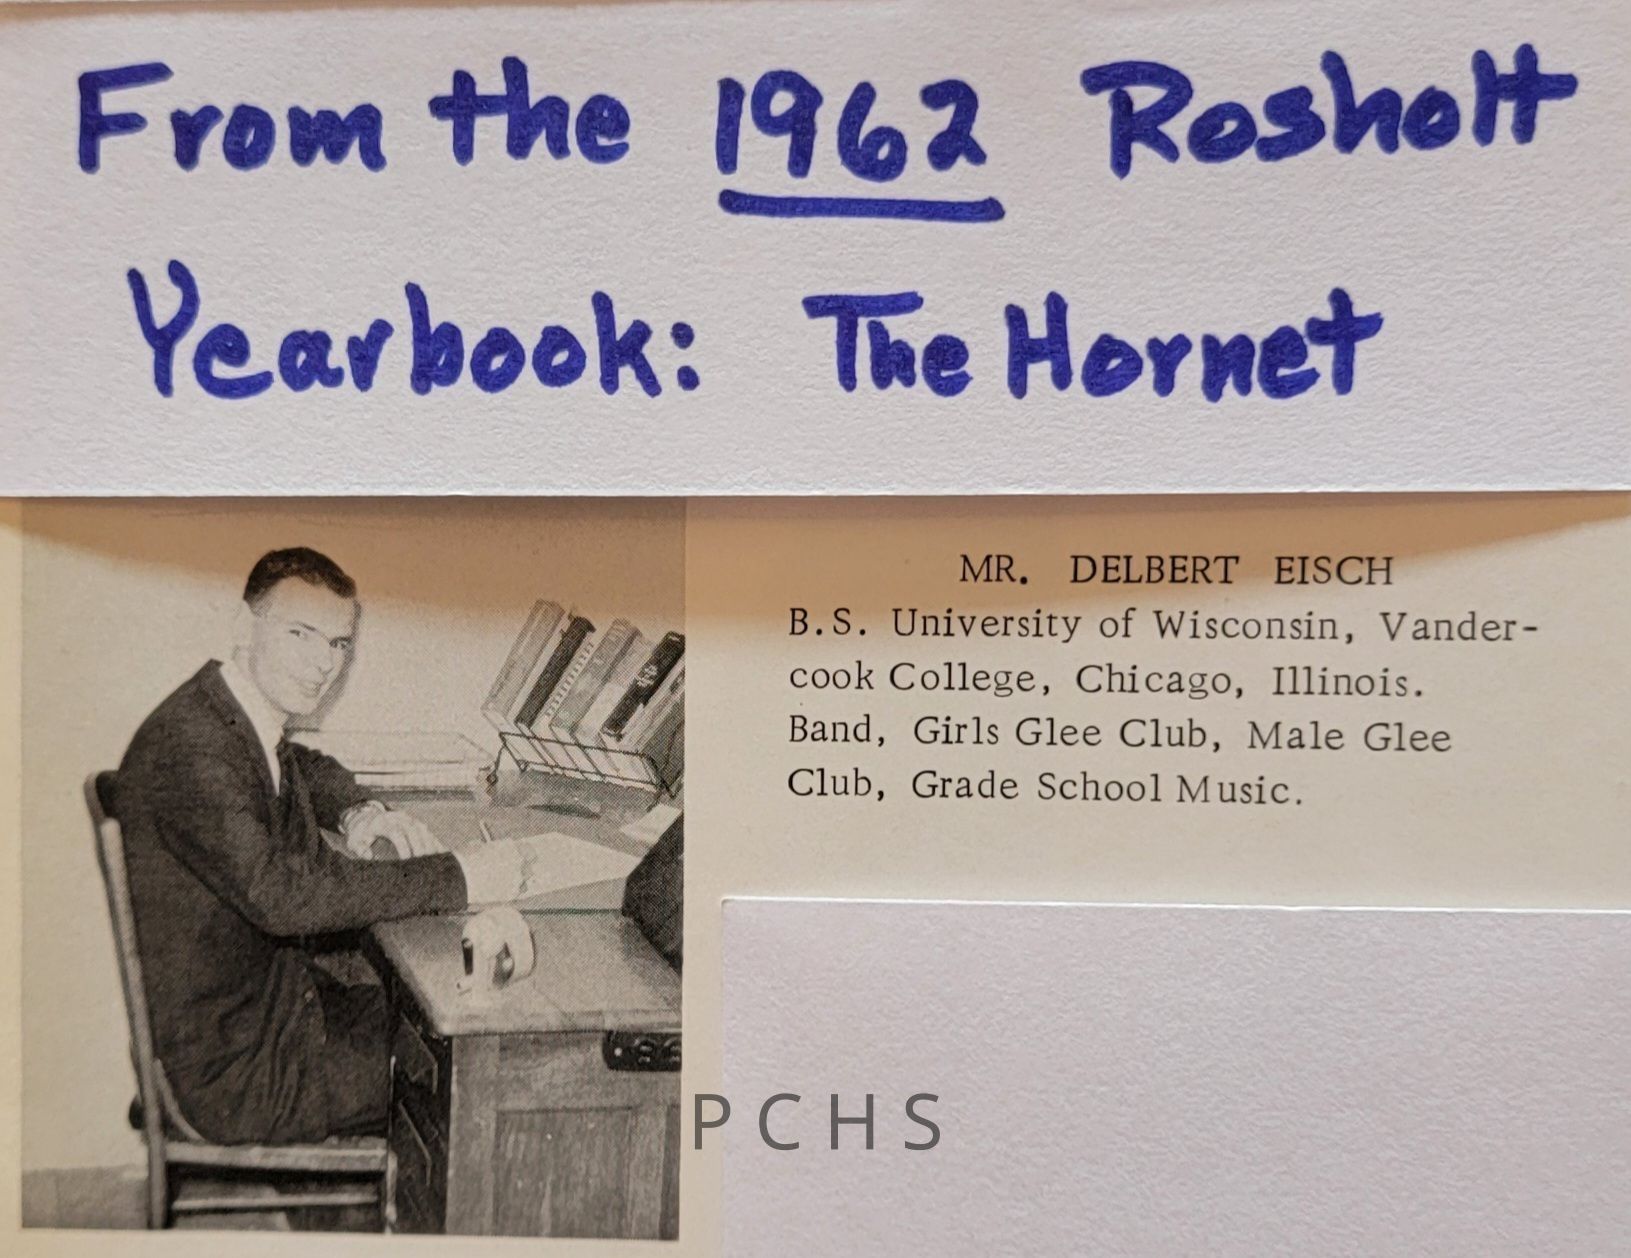 From the 1962 Rosholt
Yearbook: The Hornet
MR. DELBERT EISCH
B.S. University of Wisconsin, Vander-
cook College, Chicago, Illinois.
Band, Girls Glee Club, Male Glee
Club, Grade School Music.
PCHS